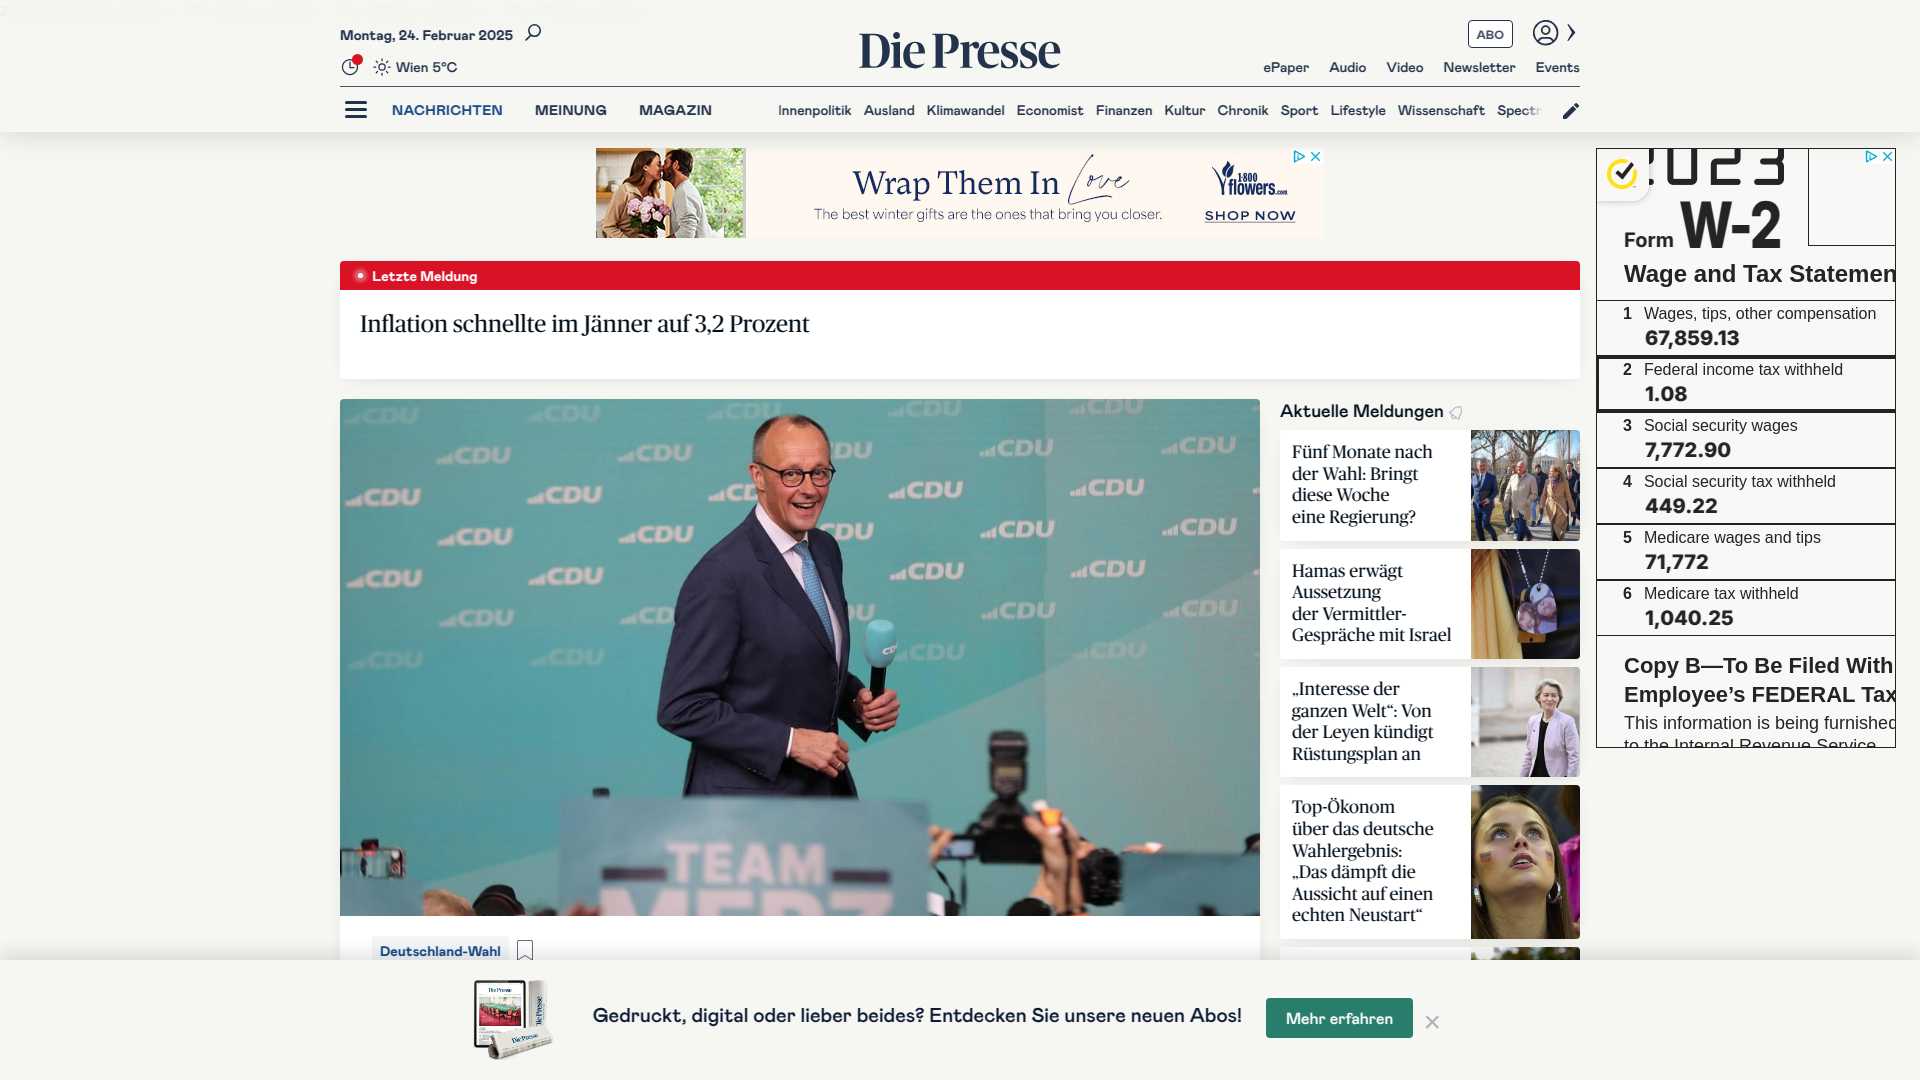 Montag, 24. Februar 2025
Wien 5°C
Die Presse
ABO
ePaper
Audio
Video
Newsletter
Events
NACHRICHTEN
MEINUNG
MAGAZIN
Innenpolitik
Ausland
Klimawandel
Economist
Finanzen
Kultur
Chronik
Sport
Lifestyle
Wissenschaft
Spectr
Wrap Them In Love
The best winter gifts are the ones that bring you closer.
1-800
flowers.com
SHOP NOW
Letzte Meldung
Inflation schnellte im Jänner auf 3,2 Prozent
CDU
TEAM
MERZ
Deutschland-Wahl
Aktuelle Meldungen
Fünf Monate nach
der Wahl: Bringt
diese Woche
eine Regierung?
Hamas erwägt
Aussetzung
der Vermittler-
Gespräche mit Israel
„Interesse der
ganzen Welt“: Von
der Leyen kündigt
Rüstungsplan an
Top-Ökonom
über das deutsche
Wahlergebnis:
„Das dämpft die
Aussicht auf einen
echten Neustart“
2023
Form W-2
Wage and Tax Statemen
1 Wages, tips, other compensation
67,859.13
2 Federal income tax withheld
1.08
3 Social security wages
7,772.90
4 Social security tax withheld
449.22
5 Medicare wages and tips
71,772
6 Medicare tax withheld
1,040.25
Copy B—To Be Filed With
Employee’s FEDERAL Tax
This information is being furnished
to the Internal Revenue Service
Gedruckt, digital oder lieber beides? Entdecken Sie unsere neuen Abos!
Mehr erfahren